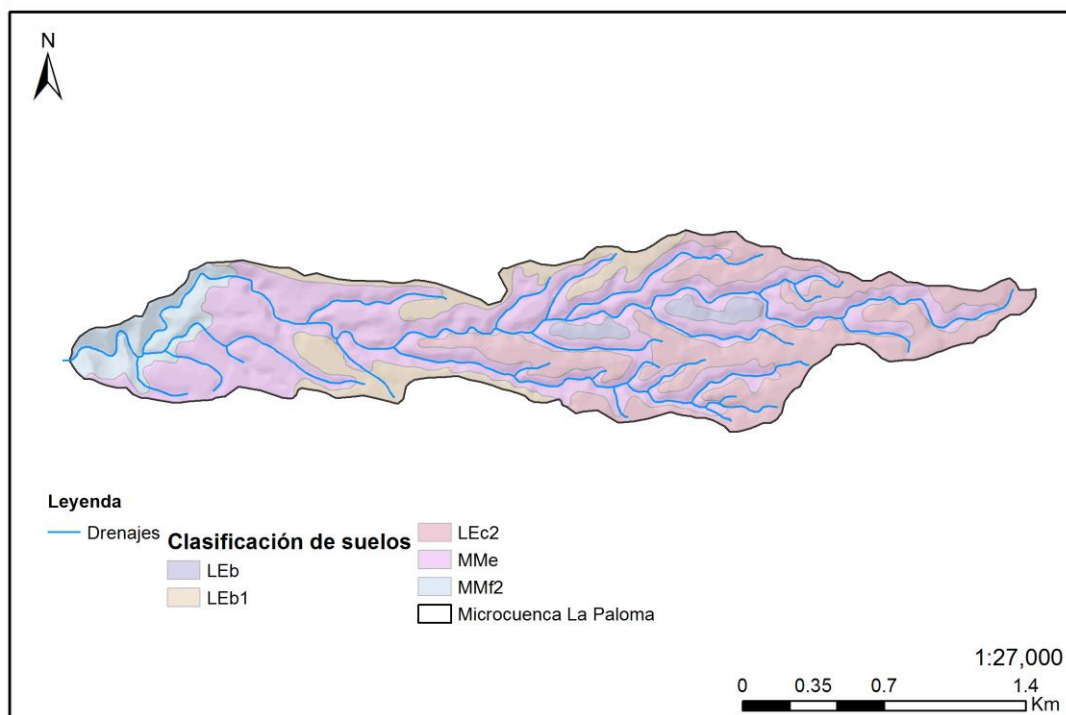 N
Leyenda
Drenajes
Clasificación de suelos
LEb
LEb1
LEc2
MMe
MMf2
Microcuenca La Paloma
1:27,000
0 0.35 0.7 1.4
Km